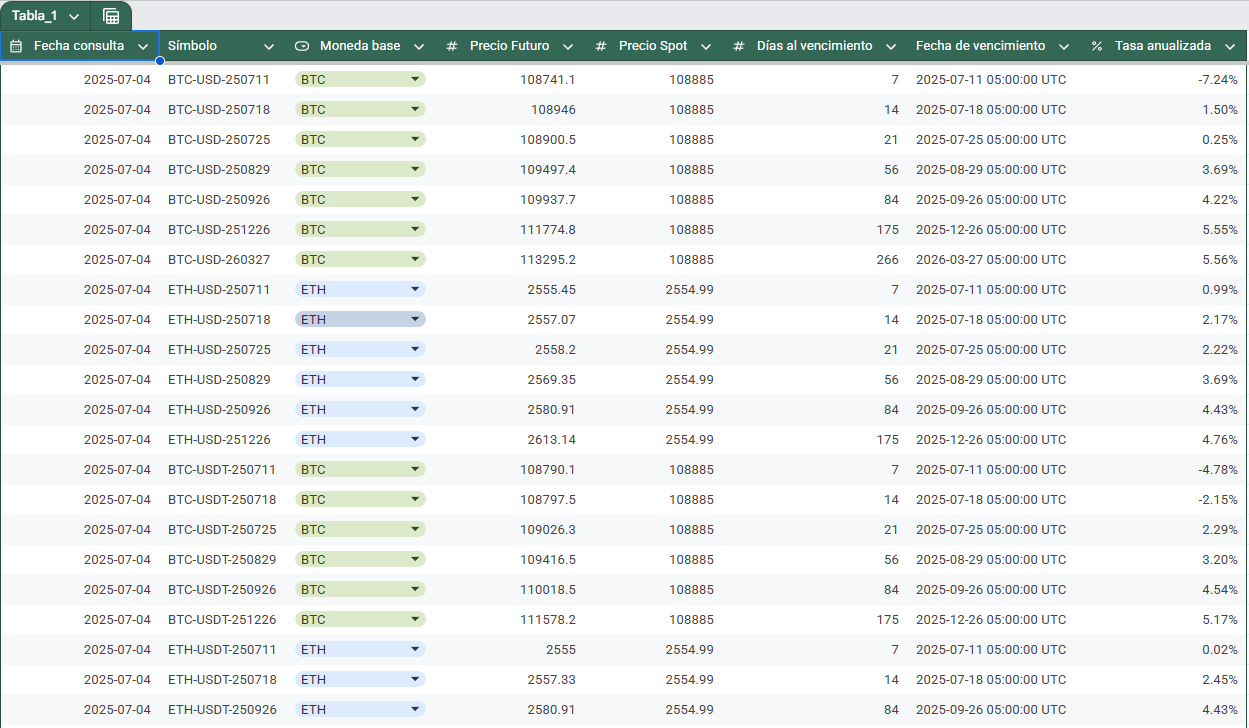 Tabla_1
Fecha consulta Símbolo Moneda base # Precio Futuro # Precio Spot # Días al vencimiento Fecha de vencimiento % Tasa anualizada
2025-07-04 BTC-USD-250711 BTC 108741.1 108885 7 2025-07-11 05:00:00 UTC -7.24%
2025-07-04 BTC-USD-250718 BTC 108946 108885 14 2025-07-18 05:00:00 UTC 1.50%
2025-07-04 BTC-USD-250725 BTC 108900.5 108885 21 2025-07-25 05:00:00 UTC 0.25%
2025-07-04 BTC-USD-250829 BTC 109497.4 108885 56 2025-08-29 05:00:00 UTC 3.69%
2025-07-04 BTC-USD-250926 BTC 109937.7 108885 84 2025-09-26 05:00:00 UTC 4.22%
2025-07-04 BTC-USD-251226 BTC 111774.8 108885 175 2025-12-26 05:00:00 UTC 5.55%
2025-07-04 BTC-USD-260327 BTC 113295.2 108885 266 2026-03-27 05:00:00 UTC 5.56%
2025-07-04 ETH-USD-250711 ETH 2555.45 2554.99 7 2025-07-11 05:00:00 UTC 0.99%
2025-07-04 ETH-USD-250718 ETH 2557.07 2554.99 14 2025-07-18 05:00:00 UTC 2.17%
2025-07-04 ETH-USD-250725 ETH 2558.2 2554.99 21 2025-07-25 05:00:00 UTC 2.22%
2025-07-04 ETH-USD-250829 ETH 2569.35 2554.99 56 2025-08-29 05:00:00 UTC 3.69%
2025-07-04 ETH-USD-250926 ETH 2580.91 2554.99 84 2025-09-26 05:00:00 UTC 4.43%
2025-07-04 ETH-USD-251226 ETH 2613.14 2554.99 175 2025-12-26 05:00:00 UTC 4.76%
2025-07-04 BTC-USDT-250711 BTC 108790.1 108885 7 2025-07-11 05:00:00 UTC -4.78%
2025-07-04 BTC-USDT-250718 BTC 108797.5 108885 14 2025-07-18 05:00:00 UTC -2.15%
2025-07-04 BTC-USDT-250725 BTC 109026.3 108885 21 2025-07-25 05:00:00 UTC 2.29%
2025-07-04 BTC-USDT-250829 BTC 109416.5 108885 56 2025-08-29 05:00:00 UTC 3.20%
2025-07-04 BTC-USDT-250926 BTC 110018.5 108885 84 2025-09-26 05:00:00 UTC 4.54%
2025-07-04 BTC-USDT-251226 BTC 111578.2 108885 175 2025-12-26 05:00:00 UTC 5.17%
2025-07-04 ETH-USDT-250711 ETH 2555 2554.99 7 2025-07-11 05:00:00 UTC 0.02%
2025-07-04 ETH-USDT-250718 ETH 2557.33 2554.99 14 2025-07-18 05:00:00 UTC 2.45%
2025-07-04 ETH-USDT-250926 ETH 2580.91 2554.99 84 2025-09-26 05:00:00 UTC 4.43%